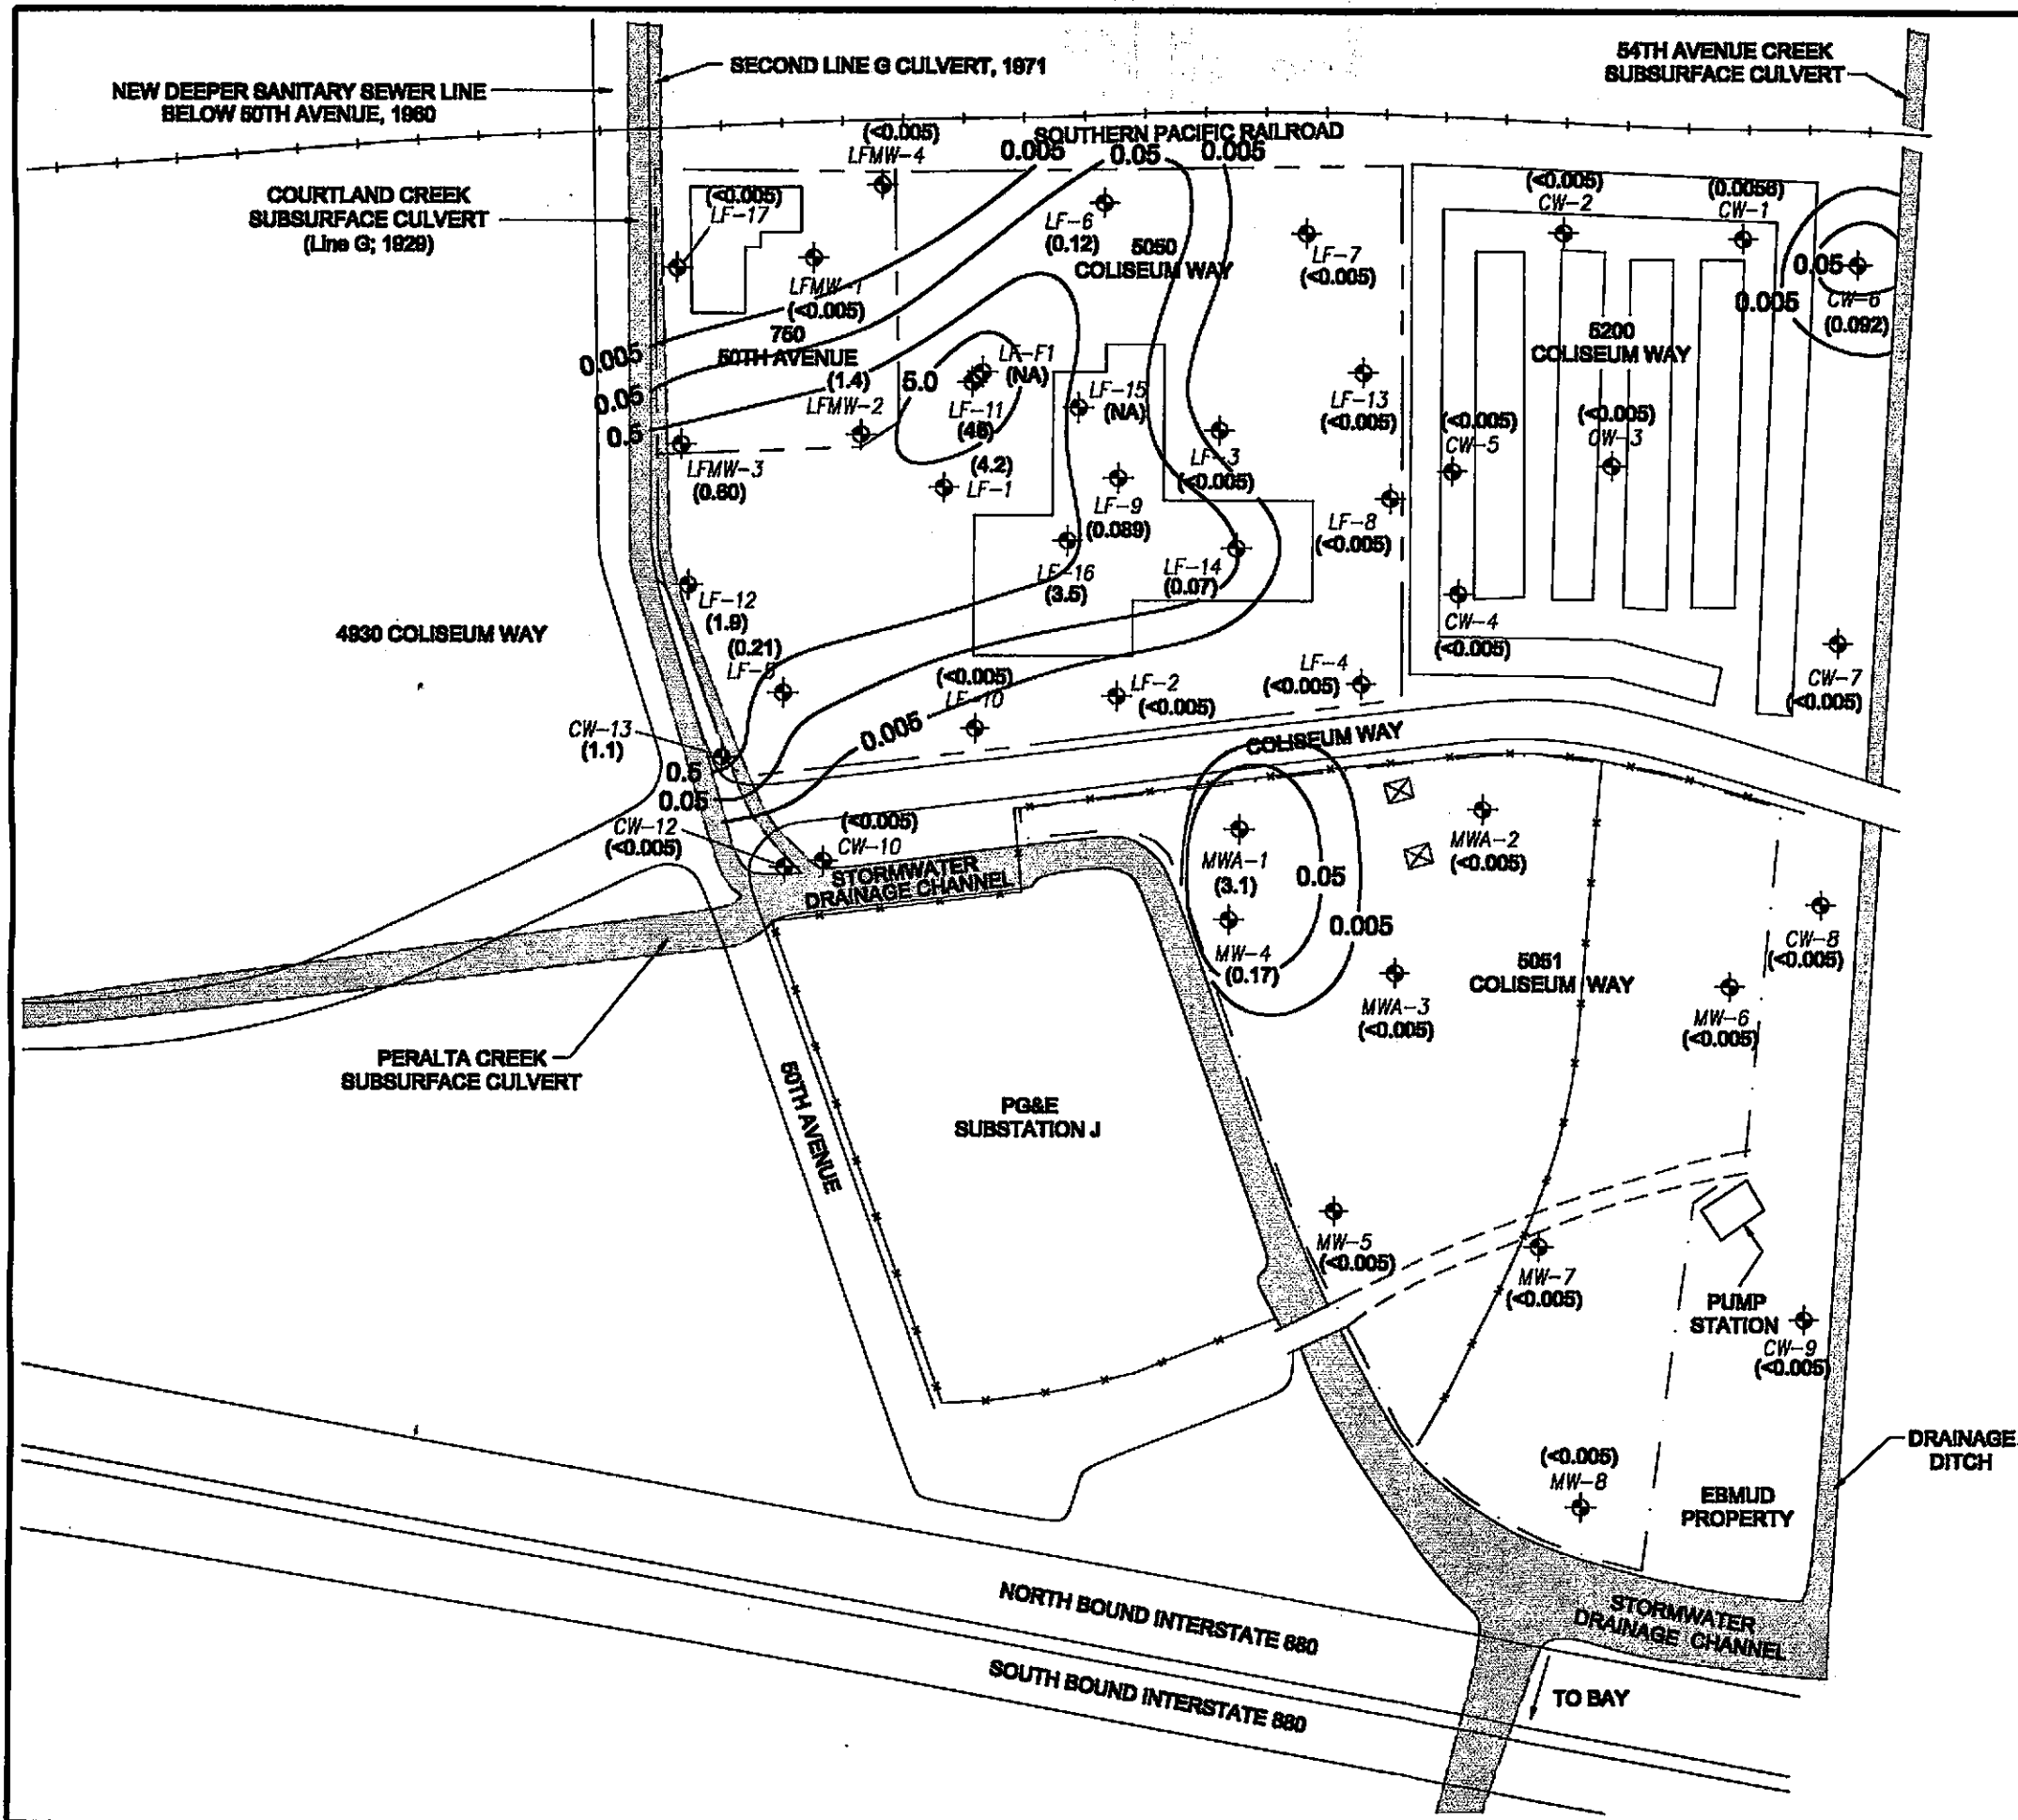 SECOND LINE G CULVERT, 1971
54TH AVENUE CREEK
SUBSURFACE CULVERT
NEW DEEPER SANITARY SEWER LINE
BELOW 50TH AVENUE, 1960
(<0.005)
LFMW-4
SOUTHERN PACIFIC RAILROAD
0.005
0.05
0.005
COURTLAND CREEK
SUBSURFACE CULVERT
(Line G; 1929)
(<0.005)
LF-17
LF-6
(0.12)
5050
COLISEUM WAY
LF-7
(<0.005)
(<0.005)
CW-2
(0.0056)
CW-1
0.05
0.005
CW-6
(0.092)
LFMW-1
(<0.005)
750
50TH AVENUE
0.005
0.05
0.5
(1.4)
LFMW-2
5.0
LF-F1
(NA)
LF-11
(46)
LF-15
(NA)
5200
COLISEUM WAY
LF-13
(<0.005)
(<0.005)
CW-5
(<0.005)
CW-3
LFMW-3
(0.60)
(4.2)
LF-1
LF-9
(0.089)
LF-3
(<0.005)
LF-8
(<0.005)
LF-16
(3.5)
LF-14
(0.07)
LF-12
(1.9)
(0.21)
LF-5
4930 COLISEUM WAY
CW-4
(<0.005)
(<0.005)
LF-10
LF-2
(<0.005)
LF-4
(<0.005)
CW-7
(<0.005)
CW-13
(1.1)
0.5
0.05
0.005
COLISEUM WAY
CW-12
(<0.005)
(<0.005)
CW-10
STORMWATER
DRAINAGE CHANNEL
MWA-1
(3.1)
0.05
0.005
MW-4
(0.17)
MWA-2
(<0.005)
MWA-3
(<0.005)
5051
COLISEUM WAY
CW-8
(<0.005)
MW-6
(<0.005)
PERALTA CREEK
SUBSURFACE CULVERT
50TH AVENUE
PG&E
SUBSTATION J
MW-5
(<0.005)
MW-7
(<0.005)
PUMP
STATION
CW-9
(<0.005)
DRAINAGE
DITCH
(<0.005)
MW-8
EBMUD
PROPERTY
NORTH BOUND INTERSTATE 880
SOUTH BOUND INTERSTATE 880
STORMWATER
DRAINAGE CHANNEL
TO BAY